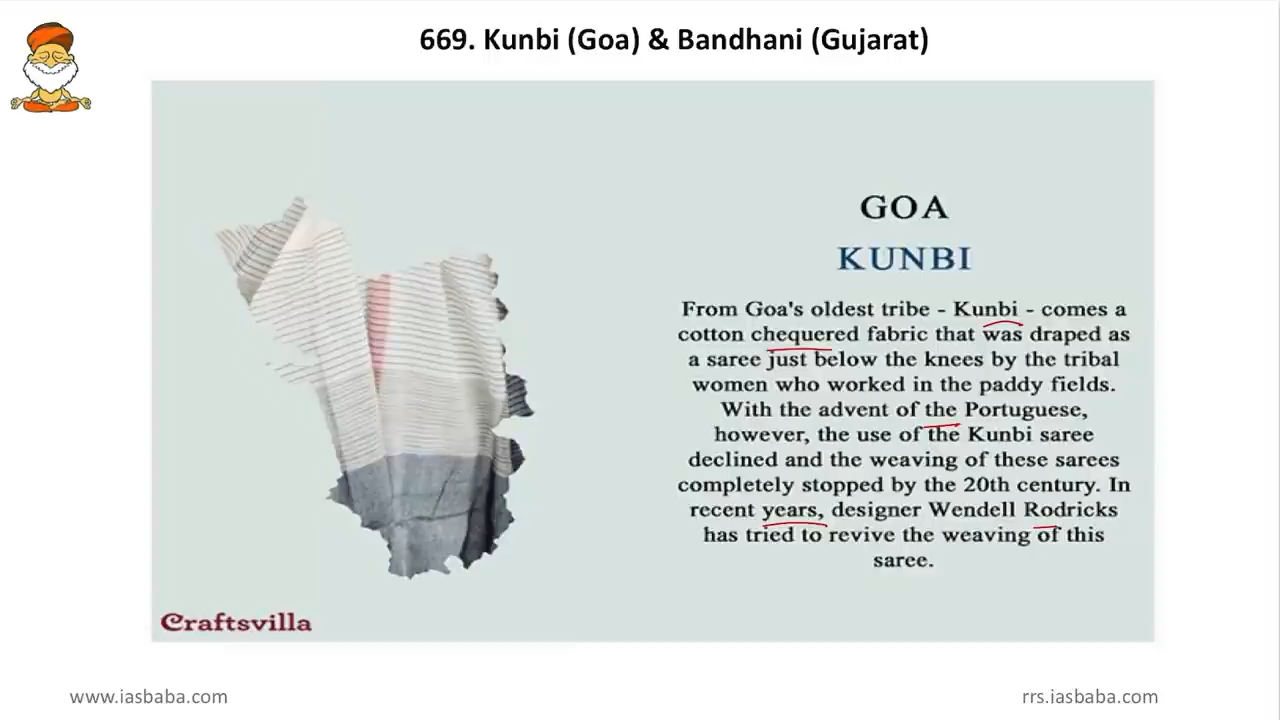 669. Kunbi (Goa) & Bandhani (Gujarat)
GOA
KUNBI
From Goa's oldest tribe - Kunbi - comes a
cotton chequered fabric that was draped as
a saree just below the knees by the tribal
women who worked in the paddy fields.
With the advent of the Portuguese,
however, the use of the Kunbi saree
declined and the weaving of these sarees
completely stopped by the 20th century. In
recent years, designer Wendell Rodricks
has tried to revive the weaving of this
saree.
Craftsvilla
www.iasbaba.com
rrs.iasbaba.com